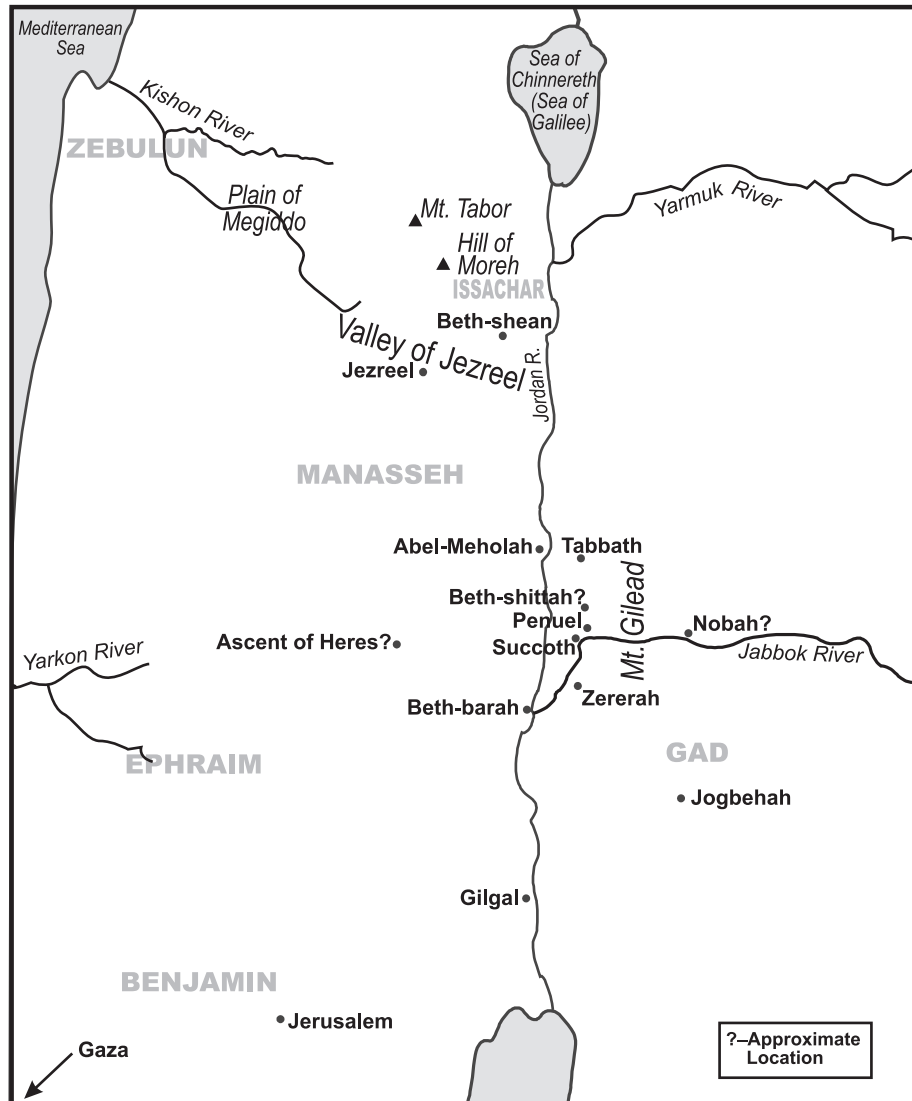 Mediterranean
Sea
Sea of
Chinnereth
(Sea of
Galilee)
Kishon River
ZEBULUN
Plain of
Megiddo
Mt. Tabor
Yarmuk River
Hill of
Moreh
ISSACHAR
Beth-shean
Valley of Jezreel
Jezreel
Jordan R.
MANASSEH
Abel-Meholah
Tabbath
Beth-shittah?
Penuel
Mt. Gilead
Nobah?
Ascent of Heres?
Succoth
Yarkon River
Jabbok River
Zererah
Beth-barah
EPHRAIM
GAD
Jogbehah
Gilgal
BENJAMIN
Jerusalem
Gaza
?–Approximate
Location